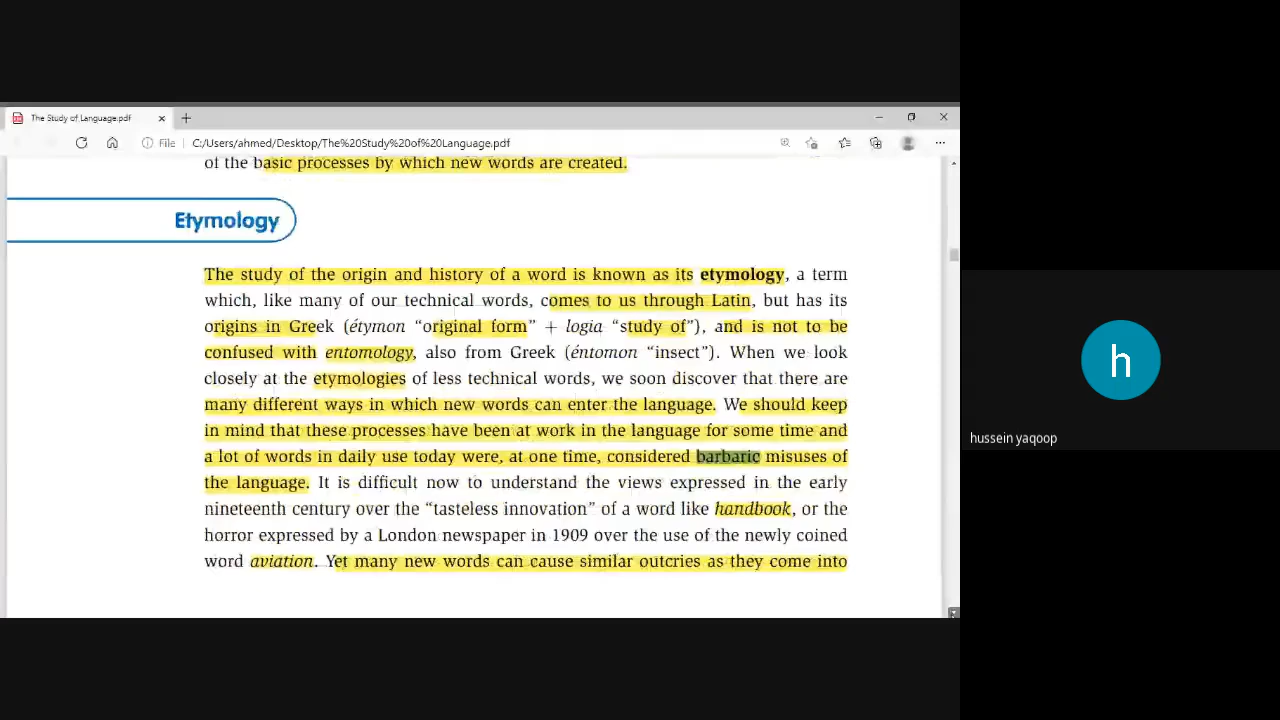 The Study of Language.pdf
File
C:/Users/ahmed/Desktop/The%20Study%20of%20Language.pdf
of the basic processes by which new words are created.
Etymology
The study of the origin and history of a word is known as its etymology, a term
which, like many of our technical words, comes to us through Latin, but has its
origins in Greek (étymon “original form” + logia “study of”), and is not to be
confused with entomology, also from Greek (éntomon “insect”). When we look
closely at the etymologies of less technical words, we soon discover that there are
many different ways in which new words can enter the language. We should keep
in mind that these processes have been at work in the language for some time and
a lot of words in daily use today were, at one time, considered barbaric misuses of
the language. It is difficult now to understand the views expressed in the early
nineteenth century over the “tasteless innovation” of a word like handbook, or the
horror expressed by a London newspaper in 1909 over the use of the newly coined
word aviation. Yet many new words can cause similar outcries as they come into
h
hussein yaqoop